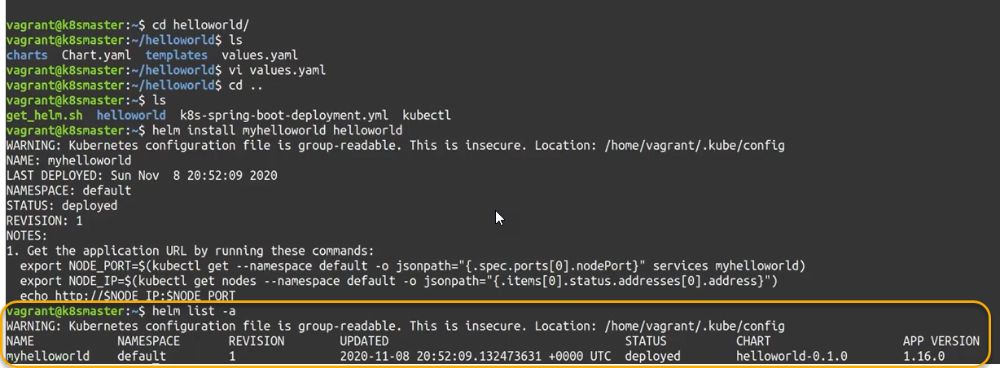 vagrant@k8smaster:~$ cd helloworld/
vagrant@k8smaster:~/helloworld$ ls
charts  Chart.yaml  templates  values.yaml
vagrant@k8smaster:~/helloworld$ vi values.yaml
vagrant@k8smaster:~/helloworld$ cd ..
vagrant@k8smaster:~$ ls
get_helm.sh  helloworld  k8s-spring-boot-deployment.yml  kubectl
vagrant@k8smaster:~$ helm install myhelloworld helloworld
WARNING: Kubernetes configuration file is group-readable. This is insecure. Location: /home/vagrant/.kube/config
NAME: myhelloworld
LAST DEPLOYED: Sun Nov  8 20:52:09 2020
NAMESPACE: default
STATUS: deployed
REVISION: 1
NOTES:
1. Get the application URL by running these commands:
  export NODE_PORT=$(kubectl get --namespace default -o jsonpath="{.spec.ports[0].nodePort}" services myhelloworld)
  export NODE_IP=$(kubectl get nodes --namespace default -o jsonpath="{.items[0].status.addresses[0].address}")
  echo http://$NODE_IP:$NODE_PORT
vagrant@k8smaster:~$ helm list -a
WARNING: Kubernetes configuration file is group-readable. This is insecure. Location: /home/vagrant/.kube/config
NAME            NAMESPACE       REVISION        UPDATED                                 STATUS          CHART                   APP VERSION
myhelloworld    default         1               2020-11-08 20:52:09.132473631 +0000 UTC deployed        helloworld-0.1.0        1.16.0